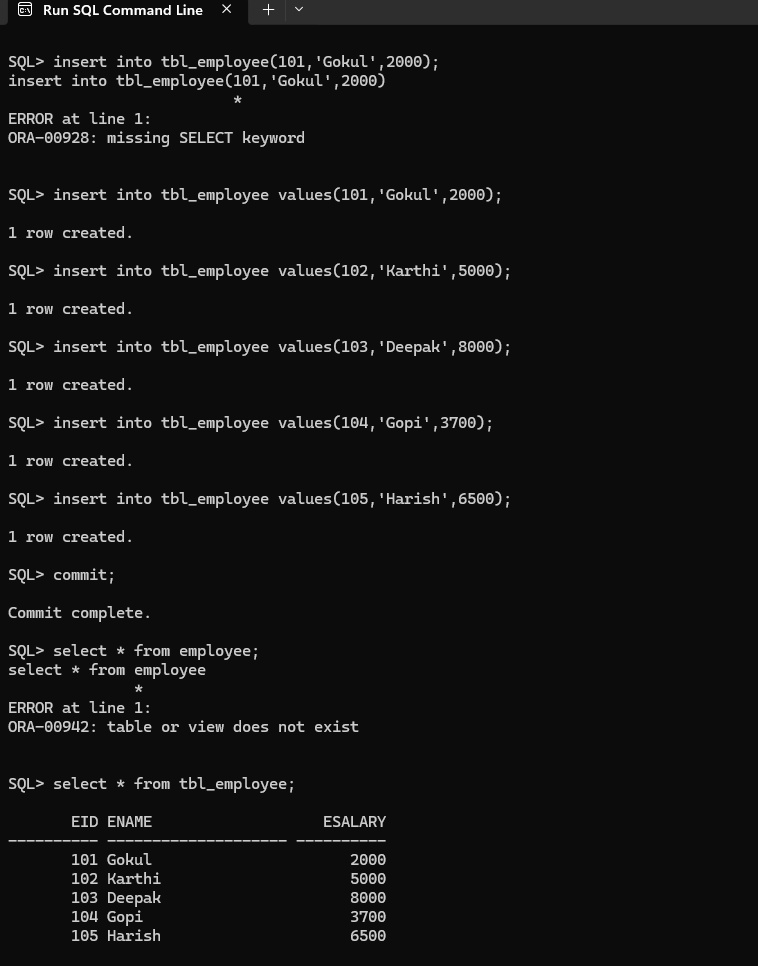 Run SQL Command Line
SQL> insert into tbl_employee(101,'Gokul',2000);
insert into tbl_employee(101,'Gokul',2000)
                         *
ERROR at line 1:
ORA-00928: missing SELECT keyword
SQL> insert into tbl_employee values(101,'Gokul',2000);
1 row created.
SQL> insert into tbl_employee values(102,'Karthi',5000);
1 row created.
SQL> insert into tbl_employee values(103,'Deepak',8000);
1 row created.
SQL> insert into tbl_employee values(104,'Gopi',3700);
1 row created.
SQL> insert into tbl_employee values(105,'Harish',6500);
1 row created.
SQL> commit;
Commit complete.
SQL> select * from employee;
select * from employee
              *
ERROR at line 1:
ORA-00942: table or view does not exist
SQL> select * from tbl_employee;
       EID ENAME                   ESALARY
---------- -------------------- ----------
       101 Gokul                      2000
       102 Karthi                     5000
       103 Deepak                     8000
       104 Gopi                       3700
       105 Harish                     6500